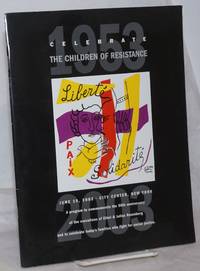 1953
CELEBRATE
THE CHILDREN OF RESISTANCE
Liberté
PAIX
Solidarité
JUNE 19, 2003 · CITY CENTER, NEW YORK
A program to commemorate the 50th anniversary
of the executions of Ethel & Julius Rosenberg
and to celebrate today's families who fight for social justice
2003